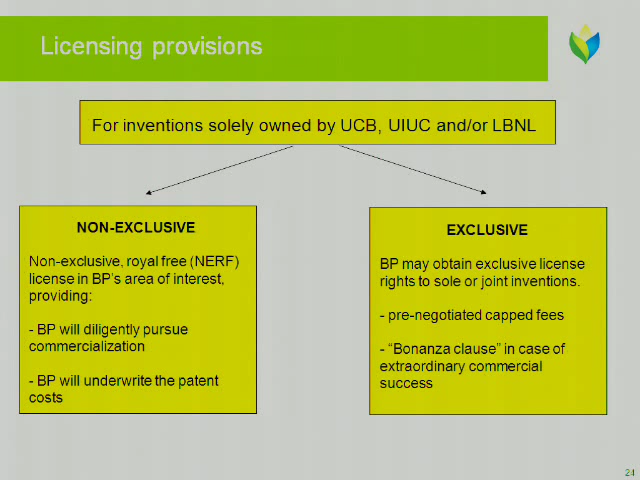 Licensing provisions
For inventions solely owned by UCB, UIUC and/or LBNL
NON-EXCLUSIVE
Non-exclusive, royal free (NERF)
license in BP's area of interest,
providing:
- BP will diligently pursue
commercialization
- BP will underwrite the patent
costs
EXCLUSIVE
BP may obtain exclusive license
rights to sole or joint inventions.
- pre-negotiated capped fees
- “Bonanza clause” in case of
extraordinary commercial
success
24